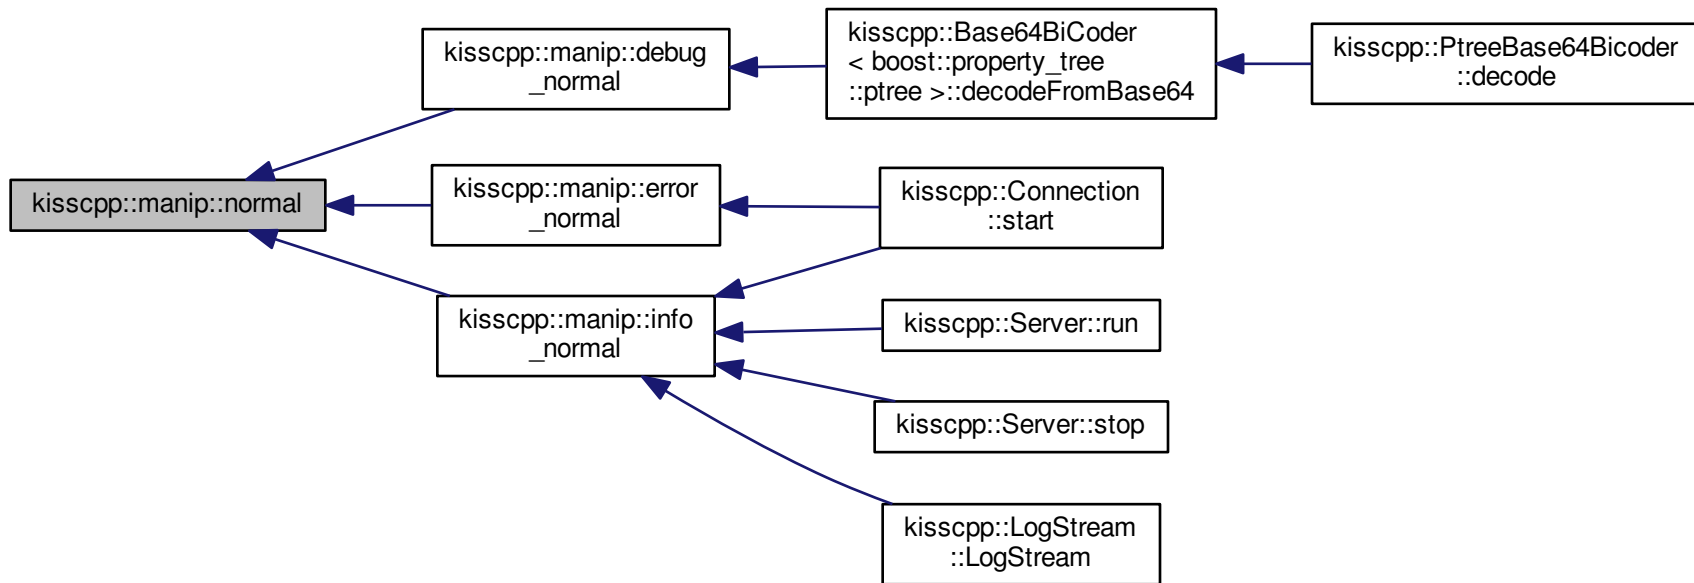 kisscpp::manip::normal
kisscpp::manip::debug
_normal
kisscpp::Base64BiCoder
< boost::property_tree
::ptree >::decodeFromBase64
kisscpp::PtreeBase64Bicoder
::decode
kisscpp::manip::error
_normal
kisscpp::Connection
::start
kisscpp::manip::info
_normal
kisscpp::Server::run
kisscpp::Server::stop
kisscpp::LogStream
::LogStream